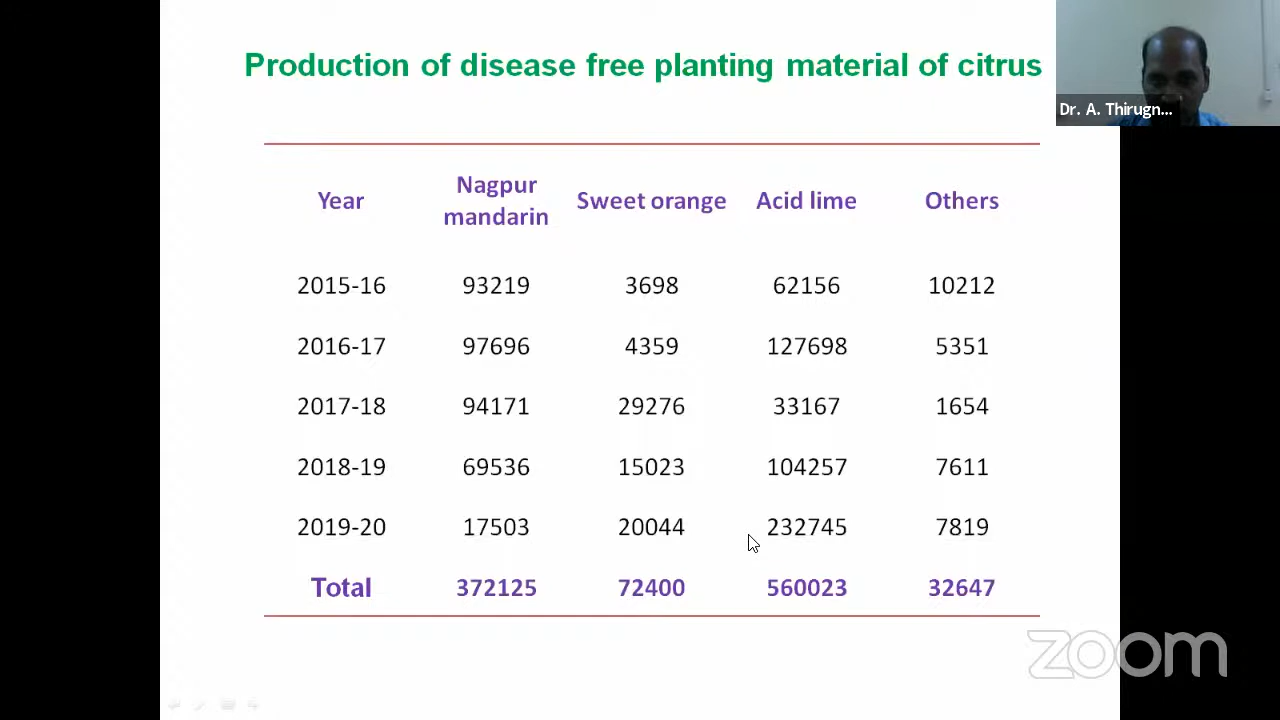 Production of disease free planting material of citrus
Dr. A. Thirugn...
Year Nagpur mandarin Sweet orange Acid lime Others
2015-16 93219 3698 62156 10212
2016-17 97696 4359 127698 5351
2017-18 94171 29276 33167 1654
2018-19 69536 15023 104257 7611
2019-20 17503 20044 232745 7819
Total 372125 72400 560023 32647
zoom